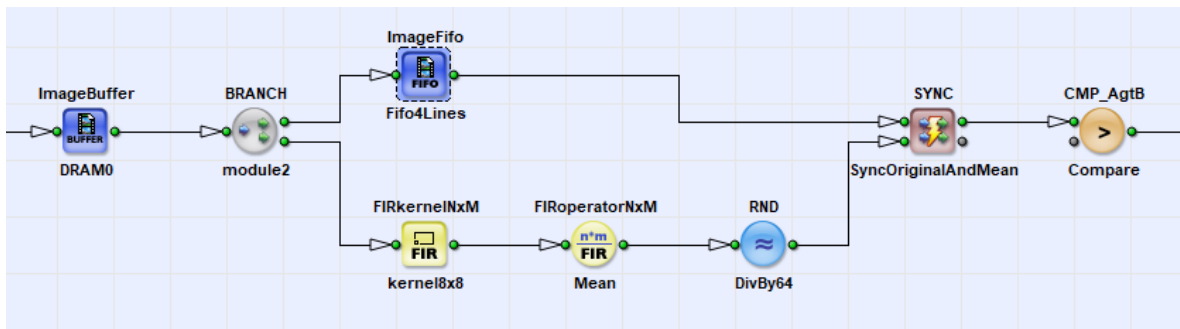 ImageFifo
FIFO
Fifo4Lines
ImageBuffer
BUFFER
DRAM0
BRANCH
module2
SYNC
SyncOriginalAndMean
CMP_AgtB
>
Compare
FIRkernelNxM
FIR
kernel8x8
FIRoperatorNxM
n*m
FIR
Mean
RND
≈
DivBy64